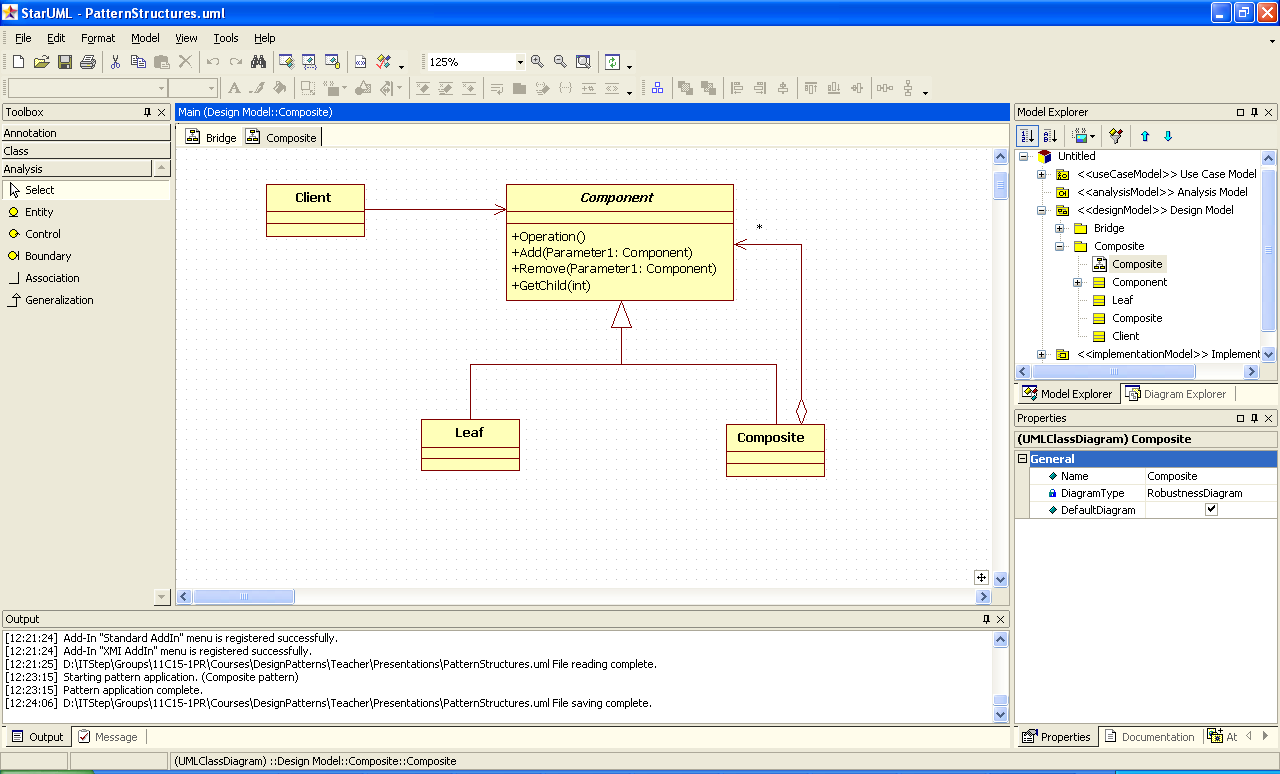 StarUML - PatternStructures.uml
File Edit Format Model View Tools Help
125%
Toolbox
Annotation
Class
Analysis
Select
Entity
Control
Boundary
Association
Generalization
Main (Design Model::Composite)
Bridge Composite
Client
Component
+Operation()
+Add(Parameter1: Component)
+Remove(Parameter1: Component)
+GetChild(int)
*
Leaf
Composite
Model Explorer
Untitled
<<useCaseModel>> Use Case Model
<<analysisModel>> Analysis Model
<<designModel>> Design Model
Bridge
Composite
Composite
Component
Leaf
Composite
Client
<<implementationModel>> Implement
Model Explorer Diagram Explorer
Properties
(UMLClassDiagram) Composite
General
Name Composite
DiagramType RobustnessDiagram
DefaultDiagram
Properties Documentation At
Output
[12:21:24] Add-In "Standard AddIn" menu is registered successfully.
[12:21:24] Add-In "XMI AddIn" menu is registered successfully.
[12:21:25] D:\ITStep\Groups\11C15-1PR\Courses\DesignPatterns\Teacher\Presentations\PatternStructures.uml File reading complete.
[12:23:15] Starting pattern application. (Composite pattern)
[12:23:15] Pattern application complete.
[12:24:06] D:\ITStep\Groups\11C15-1PR\Courses\DesignPatterns\Teacher\Presentations\PatternStructures.uml File saving complete.
Output Message
(UMLClassDiagram) ::Design Model::Composite::Composite